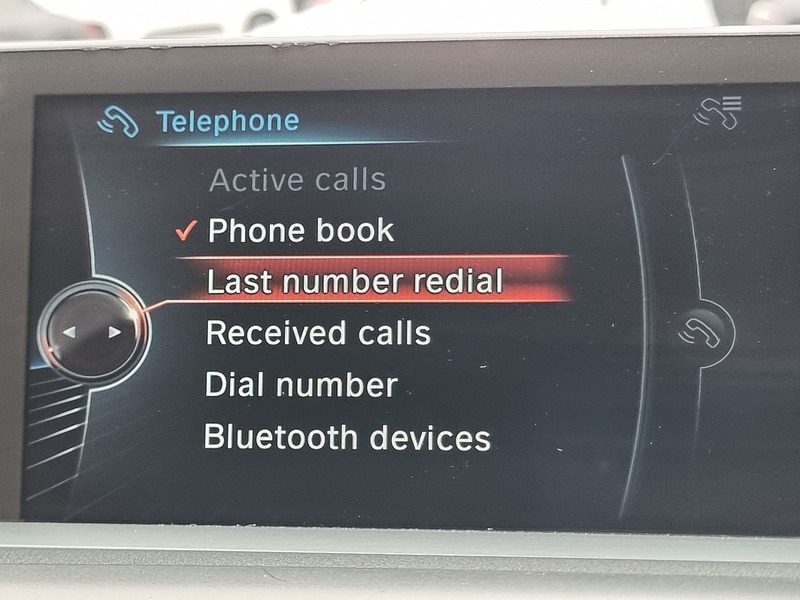 Telephone
Active calls
Phone book
Last number redial
Received calls
Dial number
Bluetooth devices